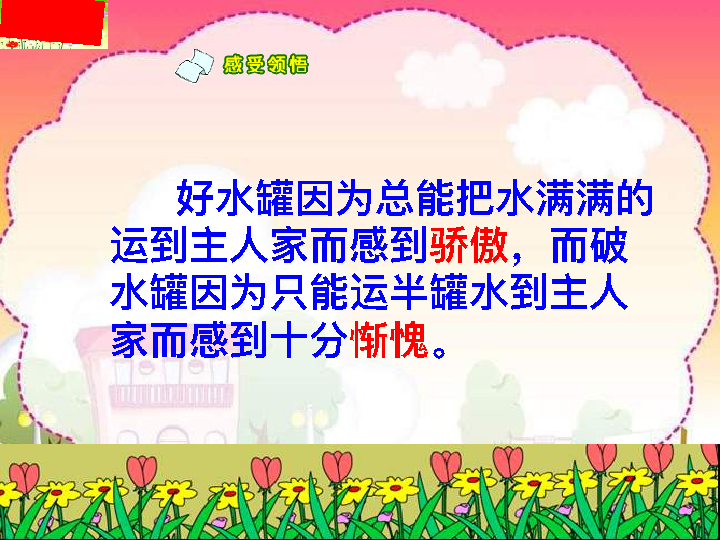 感受领悟
好水罐因为总能把水满满的
运到主人家而感到骄傲，而破
水罐因为只能运半罐水到主人
家而感到十分惭愧。